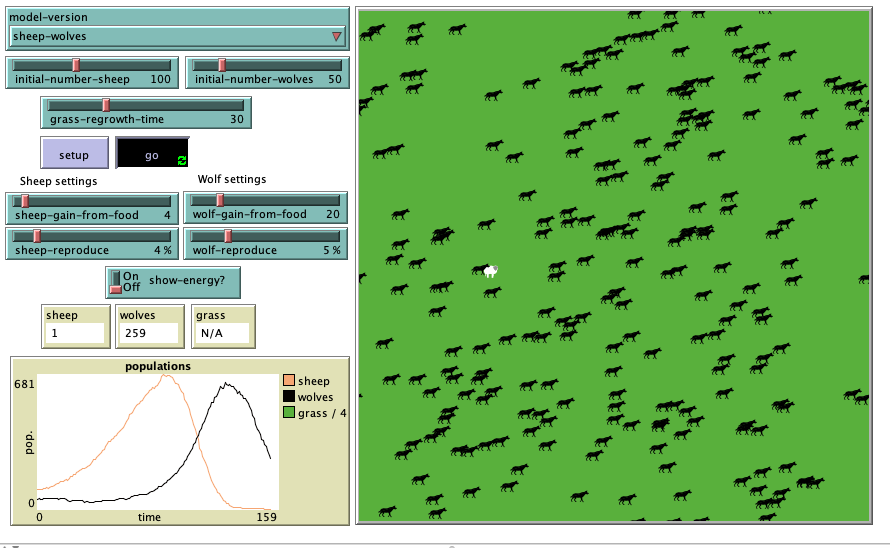 model-version
sheep-wolves
initial-number-sheep 100
initial-number-wolves 50
grass-regrowth-time 30
setup
go
Sheep settings
Wolf settings
sheep-gain-from-food 4
wolf-gain-from-food 20
sheep-reproduce 4 %
wolf-reproduce 5 %
On
Off
show-energy?
sheep
1
wolves
259
grass
N/A
populations
681
pop.
0
0
time
159
sheep
wolves
grass / 4